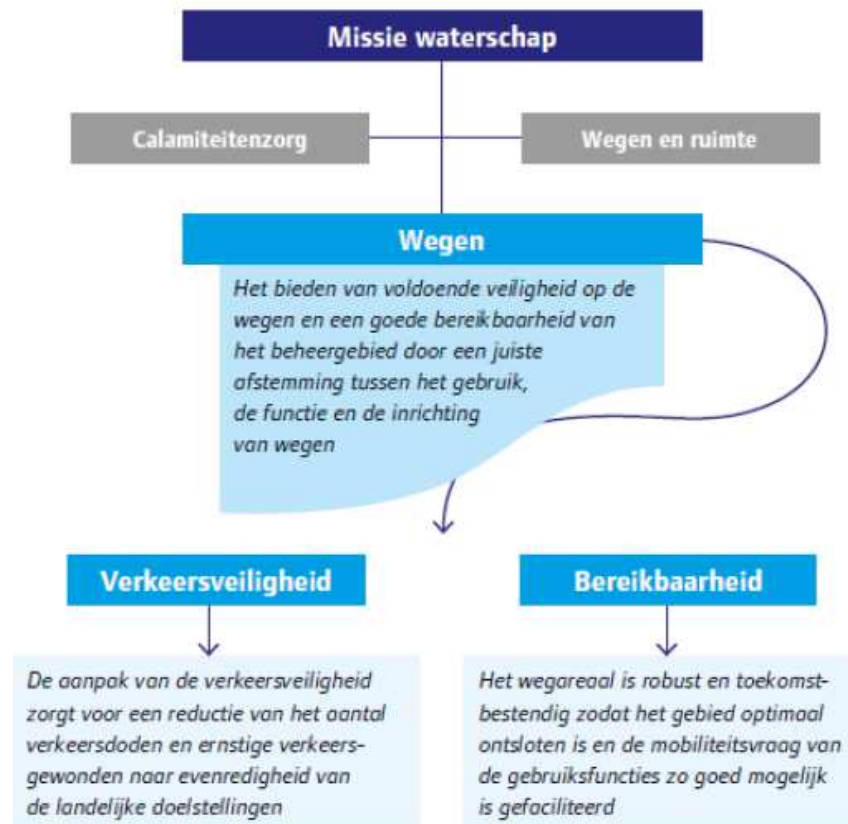 Missie waterschap
Calamiteitenzorg
Wegen en ruimte
Wegen
Het bieden van voldoende veiligheid op de
wegen en een goede bereikbaarheid van
het beheergebied door een juiste
afstemming tussen het gebruik,
de functie en de inrichting
van wegen
Verkeersveiligheid
De aanpak van de verkeersveiligheid
zorgt voor een reductie van het aantal
verkeersdoden en ernstige verkeers-
gewonden naar evenredigheid van
de landelijke doelstellingen
Bereikbaarheid
Het wegareaal is robust en toekomst-
bestendig zodat het gebied optimaal
ontsloten is en de mobiliteitsvraag van
de gebruiksfuncties zo goed mogelijk
is gefaciliteerd